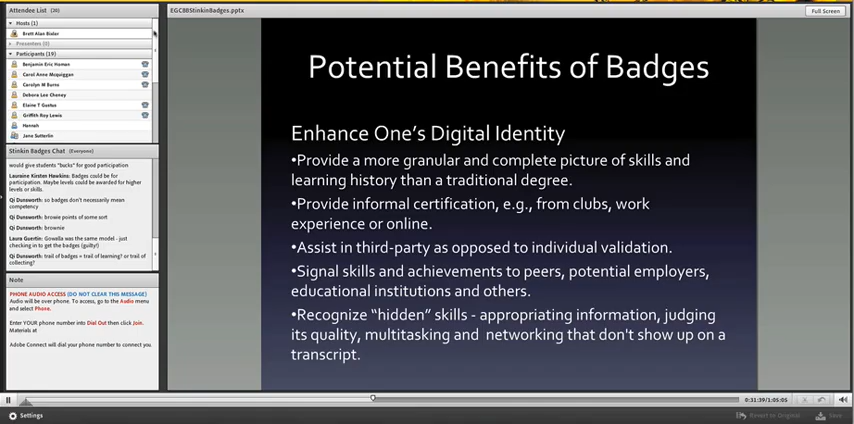 Attendee List (20)
Hosts (1)
Brett Alan Bixler
Presenters (0)
Participants (19)
Benjamin Eric Homan
Carol Anne Mcquiggan
Carolyn M Burns
Debora Lee Cheney
Elaine T Gustus
Griffith Roy Lewis
Hannah
Jane Sutterlin
Stinkin Badges Chat (Everyone)
would give students "bucks" for good participation
Lauraine Kirsten Hawkins: Badges could be for
participation. Maybe levels could be awarded for higher
levels or skills.
Qi Dunsworth: so badges don't necessarily mean
competency
Qi Dunsworth: browie points of some sort
Qi Dunsworth: brownie
Laura Guertin: Gowalla was the same model - just
checking in to get the badges (guilty!)
Qi Dunsworth: trail of badges = trail of learning? or trail of
collecting?
Note
PHONE AUDIO ACCESS (DO NOT CLEAR THIS MESSAGE)
Audio will be over phone. To access, go to the Audio menu
and select Phone.
Enter YOUR phone number into Dial Out then click Join.
Materials at
Adobe Connect will dial your phone number to connect you
EGC88StinkinBadges.pptx
Full Screen
Potential Benefits of Badges
Enhance One's Digital Identity
•Provide a more granular and complete picture of skills and
learning history than a traditional degree.
•Provide informal certification, e.g., from clubs, work
experience or online.
•Assist in third-party as opposed to individual validation.
•Signal skills and achievements to peers, potential employers,
educational institutions and others.
•Recognize "hidden" skills - appropriating information, judging
its quality, multitasking and networking that don't show up on a
transcript.
0:31:39/1:05:05
Settings
Revert to Original
Save